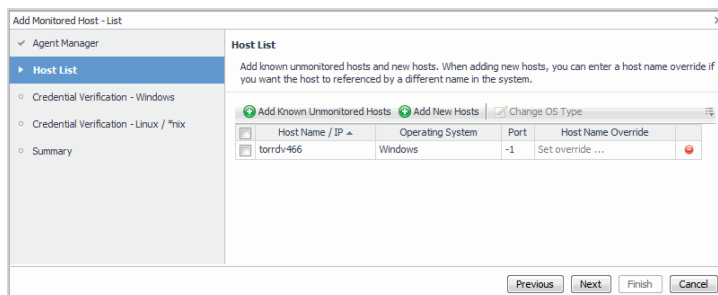 Add Monitored Host - List
Agent Manager
Host List
Credential Verification - Windows
Credential Verification - Linux / *nix
Summary
Host List
Add known unmonitored hosts and new hosts. When adding new hosts, you can enter a host name override if
you want the host to referenced by a different name in the system.
Add Known Unmonitored Hosts Add New Hosts Change OS Type
Host Name / IP Operating System Port Host Name Override
torrdv466 Windows -1 Set override ...
Previous Next Finish Cancel